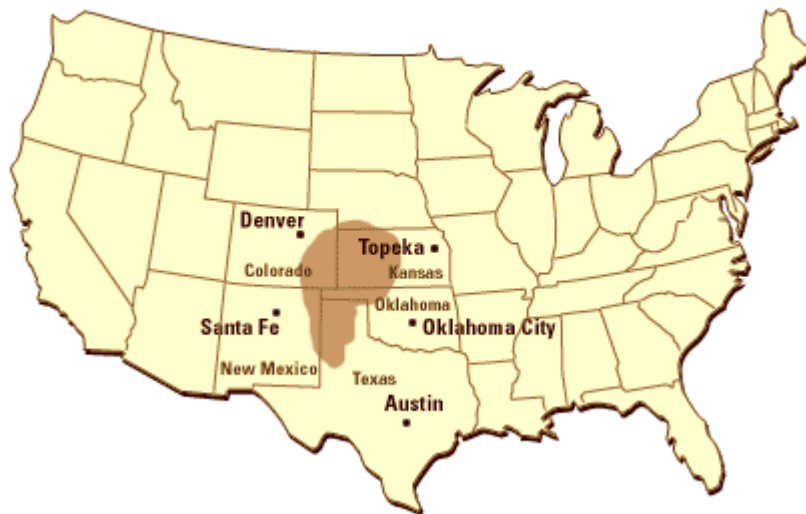 Denver
Topeka
Colorado
Kansas
Oklahoma
Santa Fe
Oklahoma City
New Mexico
Texas
Austin